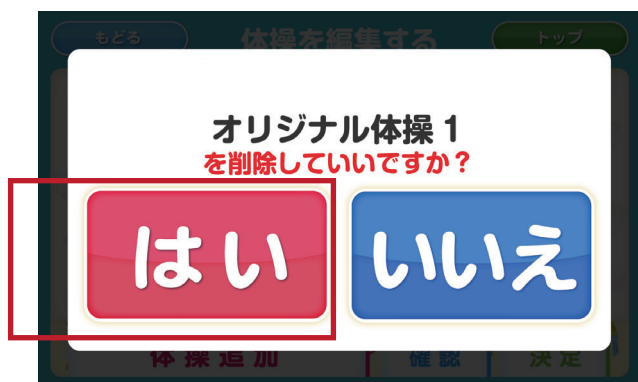 もどる 体操を編集する トップ
オリジナル体操 1
を削除していいですか？
はい いいえ
体操追加 確認 決定